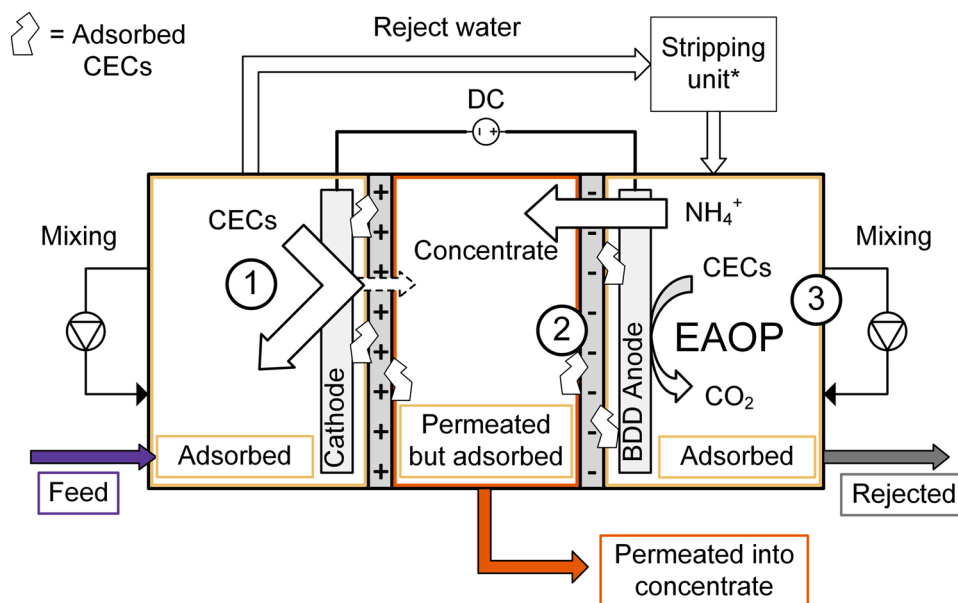 = Adsorbed
CECs
Reject water
Stripping
unit*
DC
- +
Mixing
CECs
1
Cathode
+
+
+
+
+
+
+
+
Concentrate
Permeated
but adsorbed
2
-
-
-
-
-
-
-
-
NH₄⁺
CECs
EAOP
CO₂
BDD Anode
3
Mixing
Adsorbed
Adsorbed
Feed
Rejected
Permeated into
concentrate